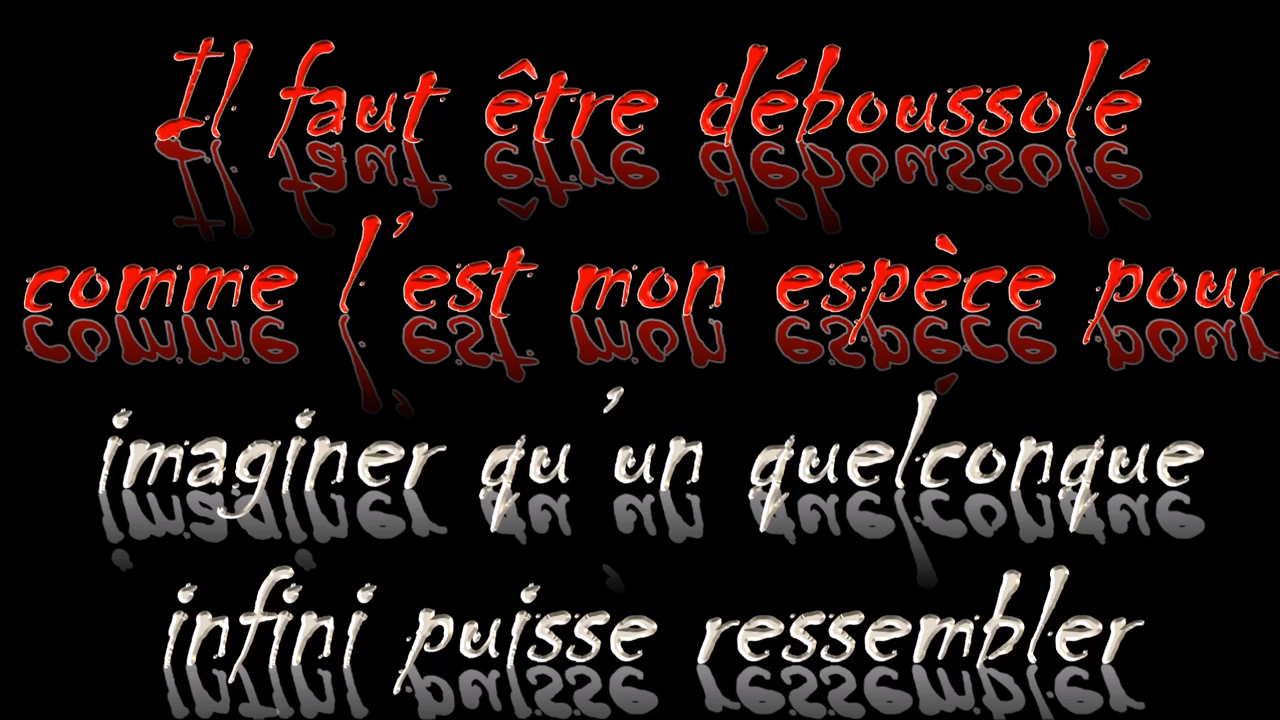 Il faut être déboussolé
comme l'est mon espèce pour
imaginer qu'un quelconque
infini puisse ressembler